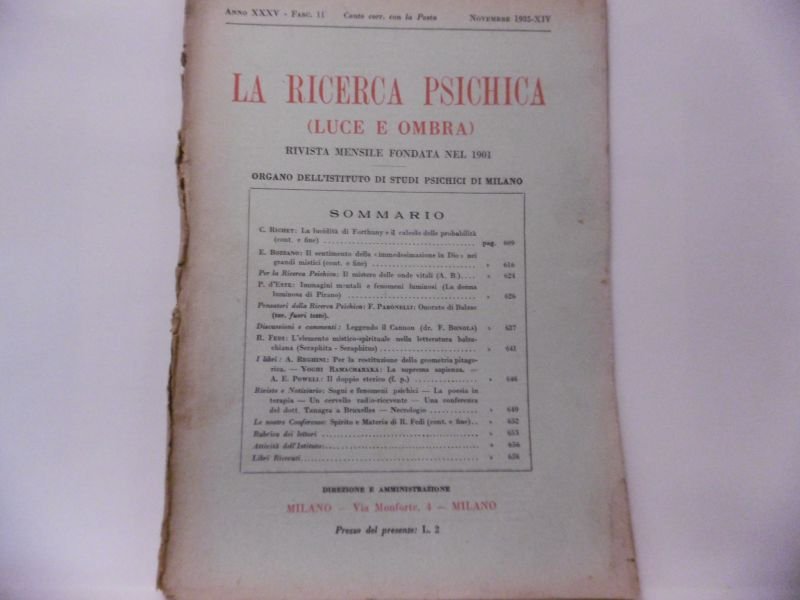 ANNO XXXV - FASC. 11 Conto corr. con la Posta NOVEMBRE 1935-XIV
LA RICERCA PSICHICA
(LUCE E OMBRA)
RIVISTA MENSILE FONDATA NEL 1901
ORGANO DELL'ISTITUTO DI STUDI PSICHICI DI MILANO
SOMMARIO
C. RICHET: La lucidità di Forthuny e il calcolo delle probabilità
(cont. e fine) pag. 609
E. BOZZANO: Il sentimento della «immedesimazione in Dio» nei
grandi mistici (cont. e fine) » 616
Per la Ricerca Psichica: Il mistero delle onde vitali (A. B.) » 624
P. d'ESTE: Immagini mentali e fenomeni luminosi (La donna
luminosa di Pirano) » 626
Pensatori della Ricerca Psichica: F. PARONELLI: Onorato di Balzac
(tav. fuori testo).
Discussioni e commenti: Leggendo il Cannon (dr. F. BONOLA) » 637
R. FEDI: L'elemento mistico-spirituale nella letteratura balza-
chiana (Seraphita - Seraphitus) » 641
I libri: A. REGHINI: Per la restituzione della geometria pitago-
rica. — YOGHI RAMACHARAKA: La suprema sapienza. —
A. E. POWELL: Il doppio eterico (f. p.) » 646
Riviste e Notiziario: Sogni e fenomeni psichici — La poesia in
terapia — Un cervello radio-ricevente — Una conferenza
del dott. Tanagra a Bruxelles — Necrologio » 649
Le nostre Conferenze: Spirito e Materia di R. Fedi (cont. e fine) » 652
Rubrica dei lettori » 653
Attività dell'Istituto: » 656
Libri Ricevuti » 656
DIREZIONE E AMMINISTRAZIONE
MILANO — Via Monforte, 4 — MILANO
Prezzo del presente: L. 2